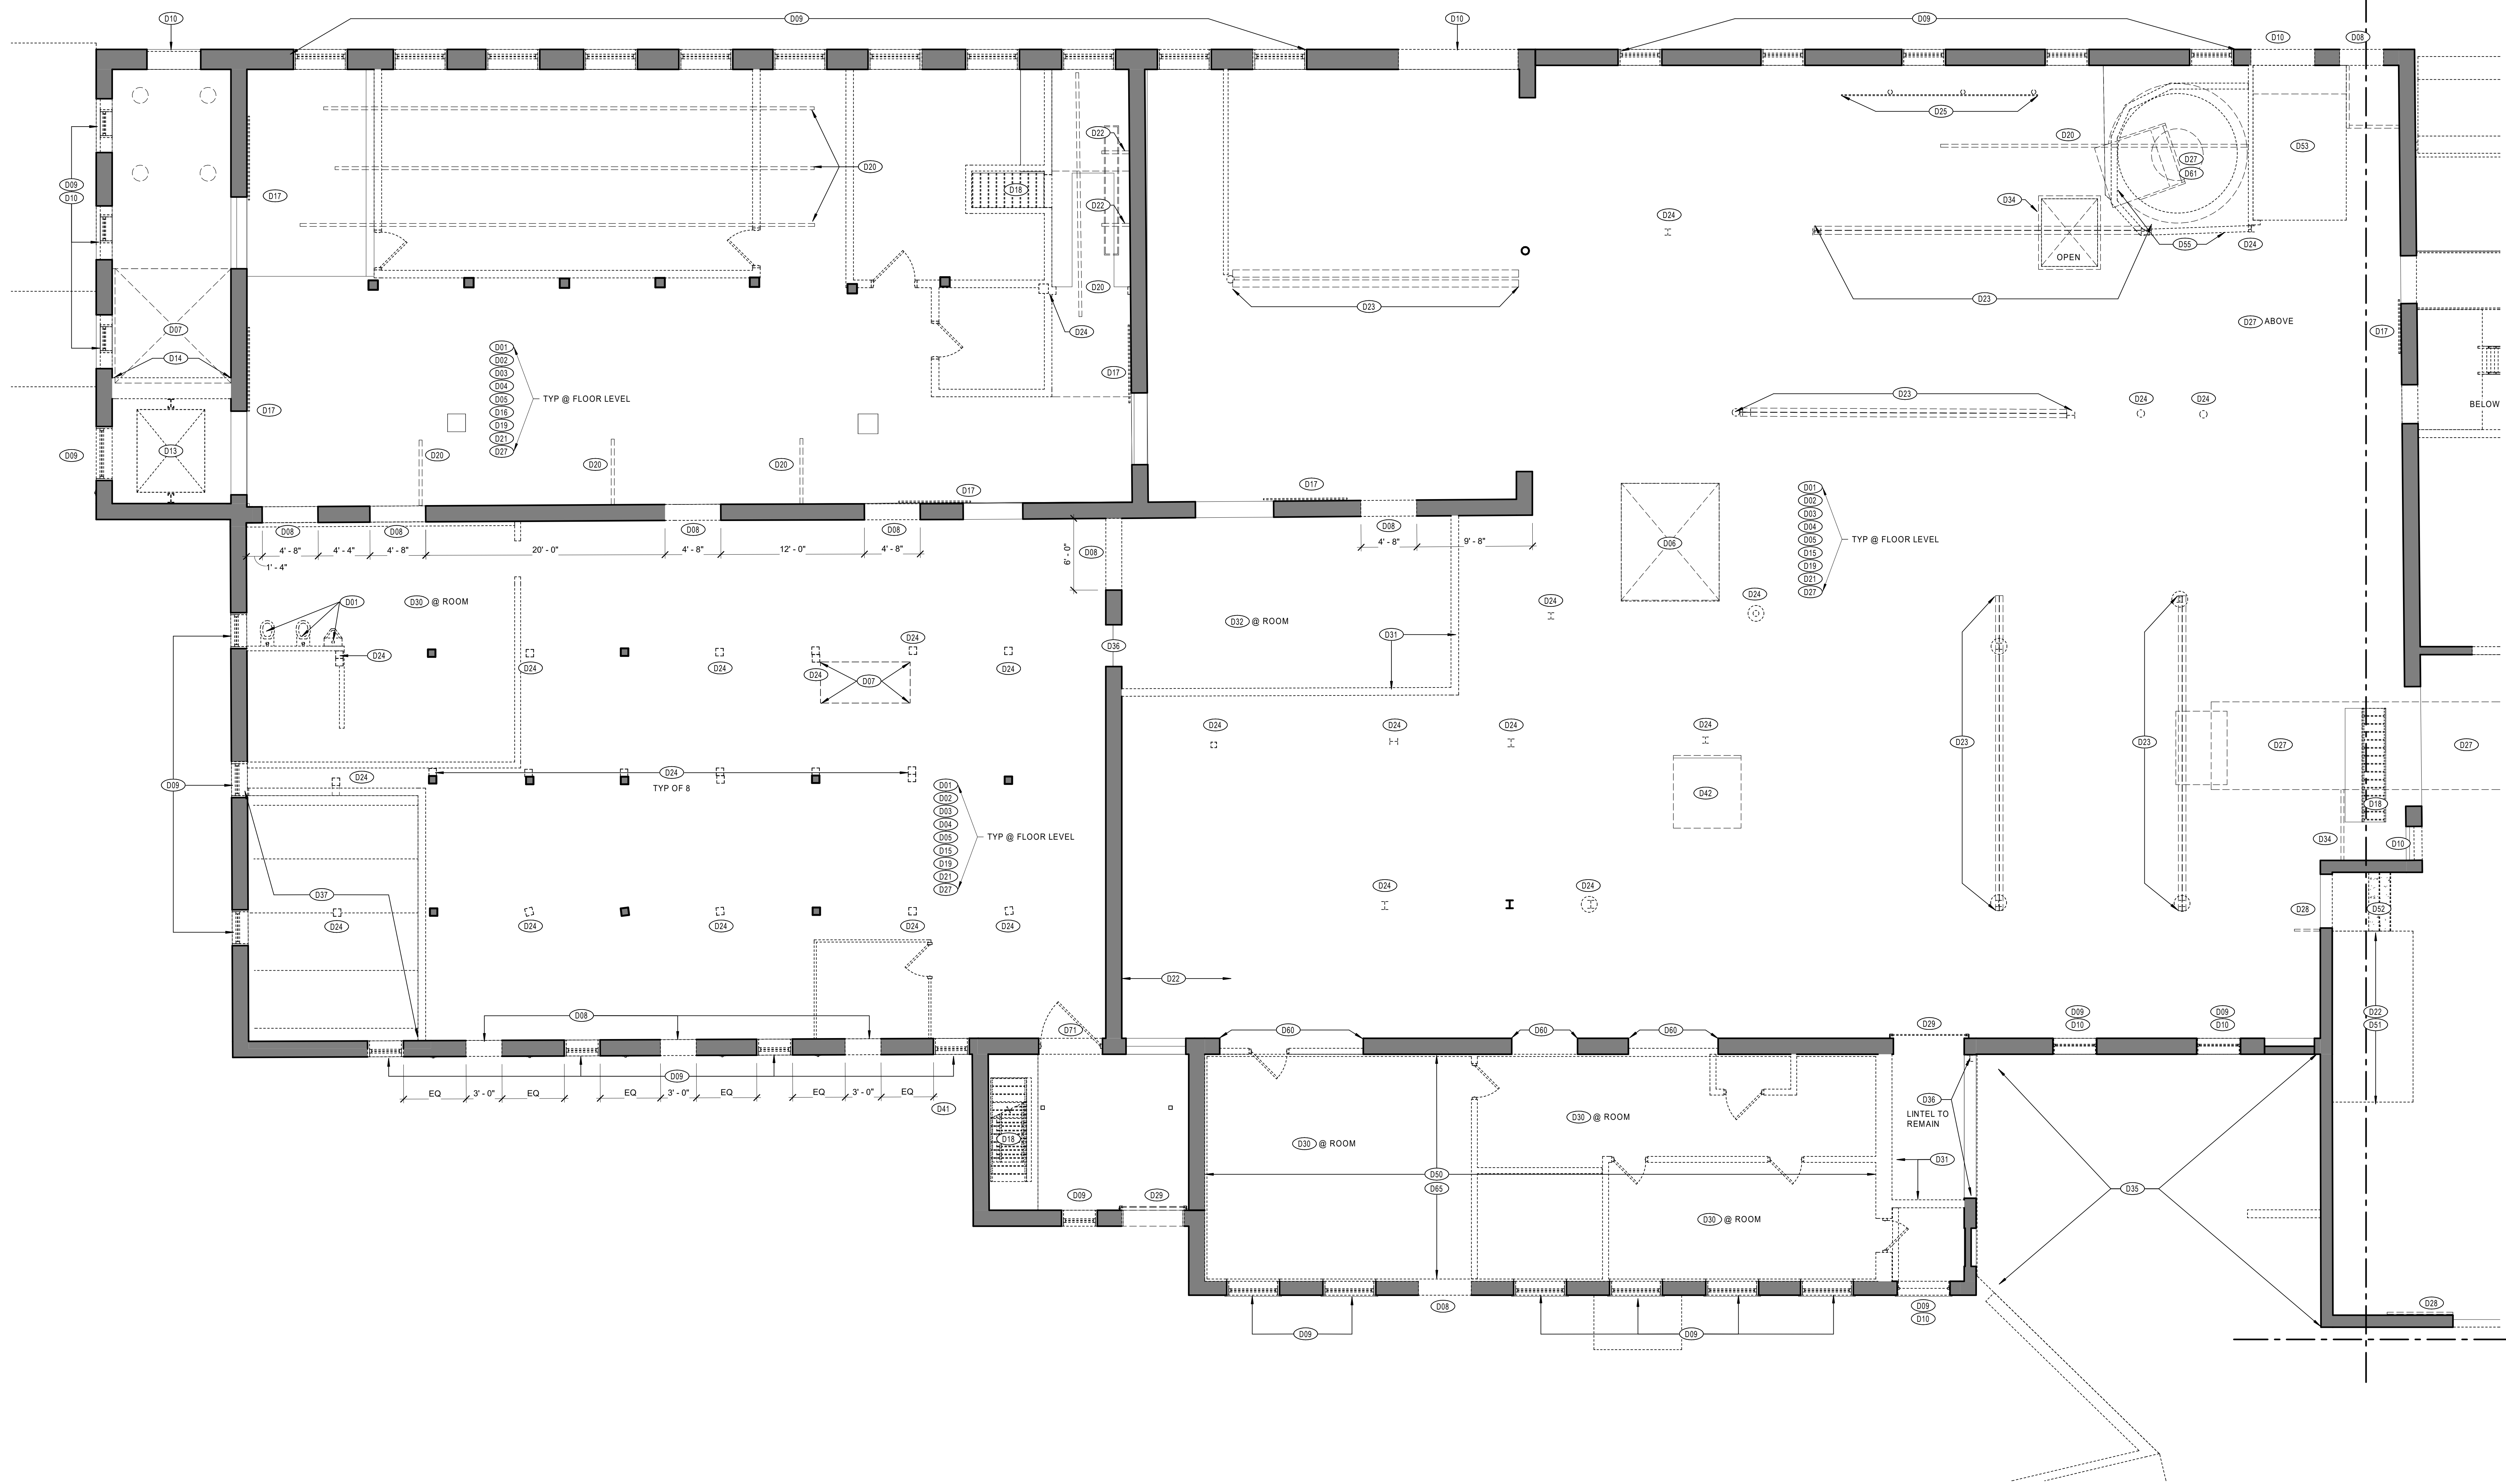 D10
D09
D10
D09
D10
D08
D09
D10
D17
D20
D18
D22
D22
D20
D24
D25
D20
D27
D61
D53
D34
OPEN
D24
D55
D24
D23
D23
D27 ABOVE
D17
D07
D14
D17
D13
D09
D01
D02
D03
D04
D05
D16
D19
D21
D27
TYP @ FLOOR LEVEL
D17
D23
D24
D24
BELOW
D20
D20
D20
D17
D17
D08
D08
D08
D08
D08
D08
4' - 8"
4' - 4"
4' - 8"
20' - 0"
4' - 8"
12' - 0"
4' - 8"
1' - 4"
6' - 0"
4' - 8"
9' - 8"
D06
D01
D02
D03
D04
D05
D15
D19
D21
D27
TYP @ FLOOR LEVEL
D01
D30 @ ROOM
D24
D24
D24
D24
D24
D24
D07
D36
D32 @ ROOM
D31
D24
D24
D09
D24
D24
TYP OF 8
D24
D24
D24
D24
D42
D23
D23
D27
D27
D18
D34
D10
D01
D02
D03
D04
D05
D15
D19
D21
D27
TYP @ FLOOR LEVEL
D37
D24
D24
D24
D24
D24
D24
D24
D28
D52
D22
D08
D71
D60
D60
D60
D29
D09
D10
D09
D10
D22
D51
D09
EQ
3' - 0"
EQ
EQ
3' - 0"
EQ
EQ
3' - 0"
EQ
D41
D18
D09
D29
D30 @ ROOM
D30 @ ROOM
D36
LINTEL TO
REMAIN
D31
D50
D65
D30 @ ROOM
D35
D09
D08
D09
D09
D10
D28